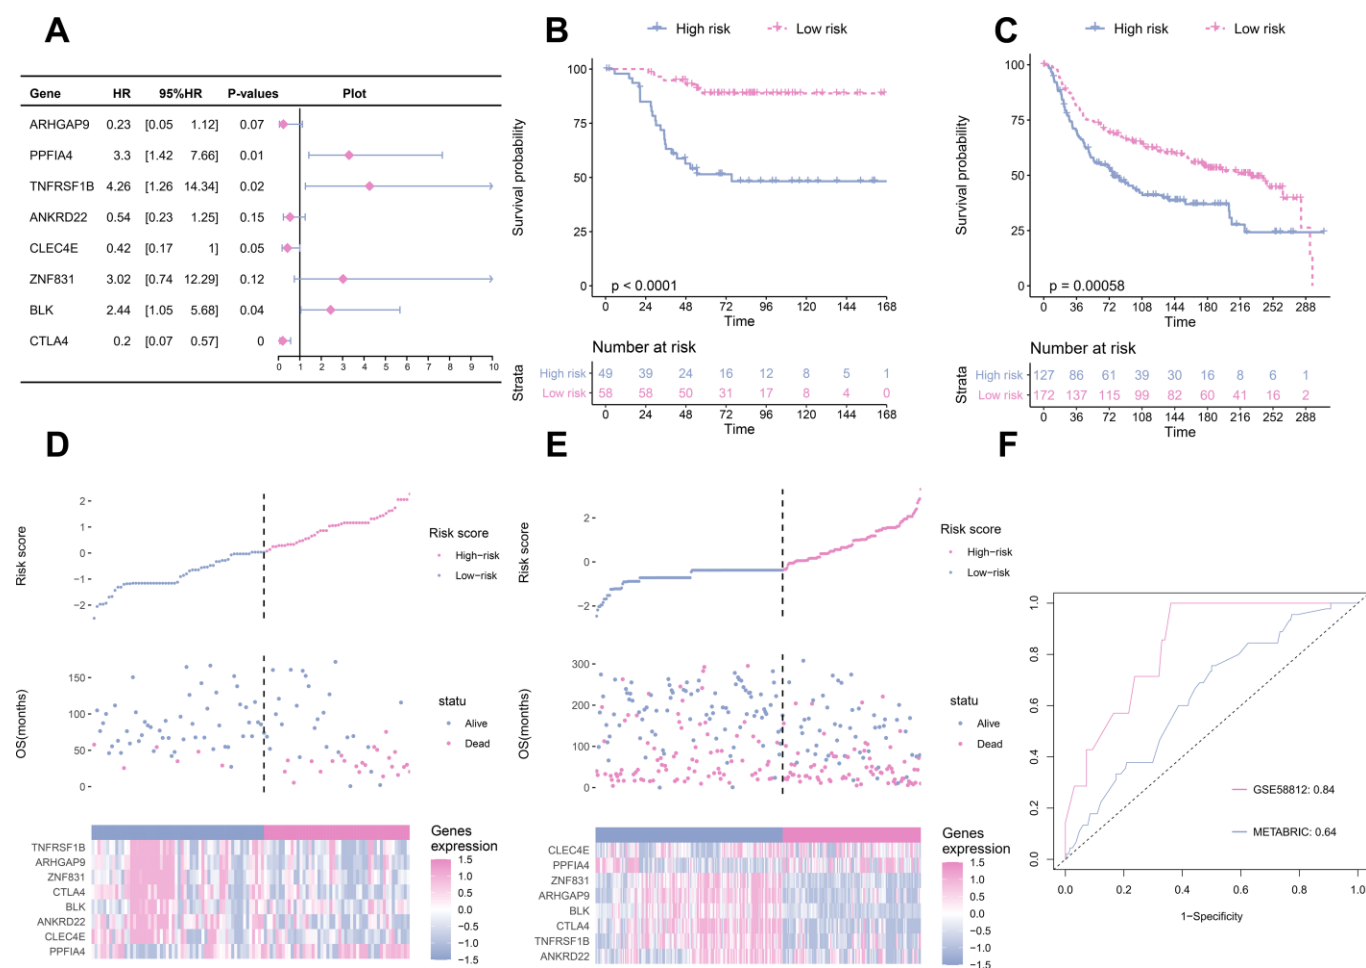 A
Gene HR 95%HR P-values Plot
ARHGAP9 0.23 [0.05 1.12] 0.07
PPFIA4 3.3 [1.42 7.66] 0.01
TNFRSF1B 4.26 [1.26 14.34] 0.02
ANKRD22 0.54 [0.23 1.25] 0.15
CLEC4E 0.42 [0.17 1] 0.05
ZNF831 3.02 [0.74 12.29] 0.12
BLK 2.44 [1.05 5.68] 0.04
CTLA4 0.2 [0.07 0.57] 0
0 1 2 3 4 5 6 7 8 9 10
B
High risk Low risk
Survival probability
100
75
50
25
0
p < 0.0001
0 24 48 72 96 120 144 168
Time
Number at risk
Strata
High risk 49 39 24 16 12 8 5 1
Low risk 58 58 50 31 17 8 4 0
0 24 48 72 96 120 144 168
Time
C
High risk Low risk
Survival probability
100
75
50
25
0
p = 0.00058
0 36 72 108 144 180 216 252 288
Time
Number at risk
Strata
High risk 127 86 61 39 30 16 8 6 1
Low risk 172 137 115 99 82 60 41 16 2
0 36 72 108 144 180 216 252 288
Time
D
Risk score
2
1
0
−1
−2
Risk score
High−risk
Low−risk
OS(months)
150
100
50
0
statu
Alive
Dead
TNFRSF1B
ARHGAP9
ZNF831
CTLA4
BLK
ANKRD22
CLEC4E
PPFIA4
Genes
expression
1.5
1.0
0.5
0.0
−0.5
−1.0
−1.5
E
Risk score
2
0
−2
Risk score
High−risk
Low−risk
OS(months)
300
200
100
0
statu
Alive
Dead
CLEC4E
PPFIA4
ZNF831
ARHGAP9
BLK
CTLA4
TNFRSF1B
ANKRD22
Genes
expression
1.5
1.0
0.5
0.0
−0.5
−1.0
−1.5
F
1.0
0.8
0.6
0.4
0.2
0.0
GSE58812: 0.84
METABRIC: 0.64
0.0 0.2 0.4 0.6 0.8 1.0
1−Specificity